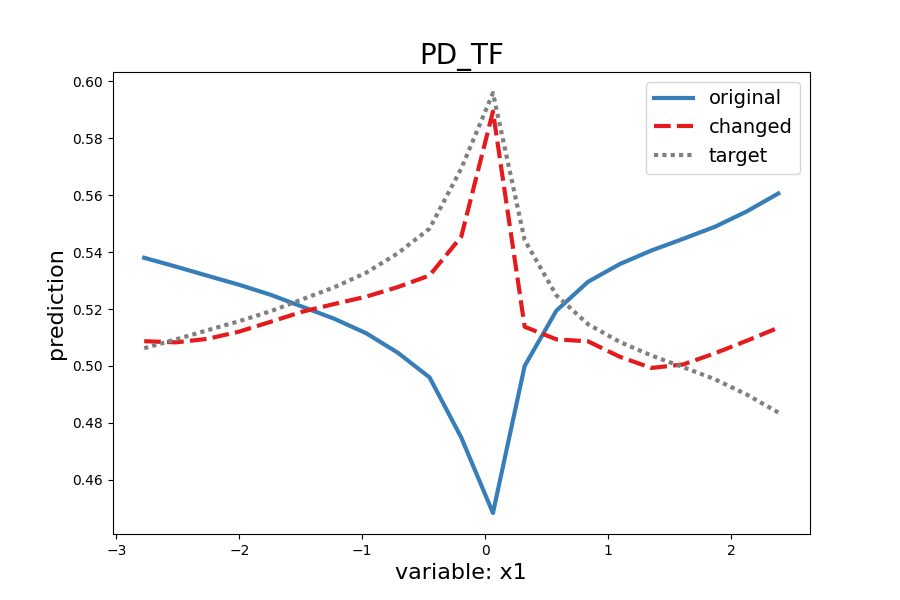 PD_TF
0.60
0.58
0.56
0.54
0.52
0.50
0.48
0.46
prediction
original
changed
target
−3 −2 −1 0 1 2
variable: x1